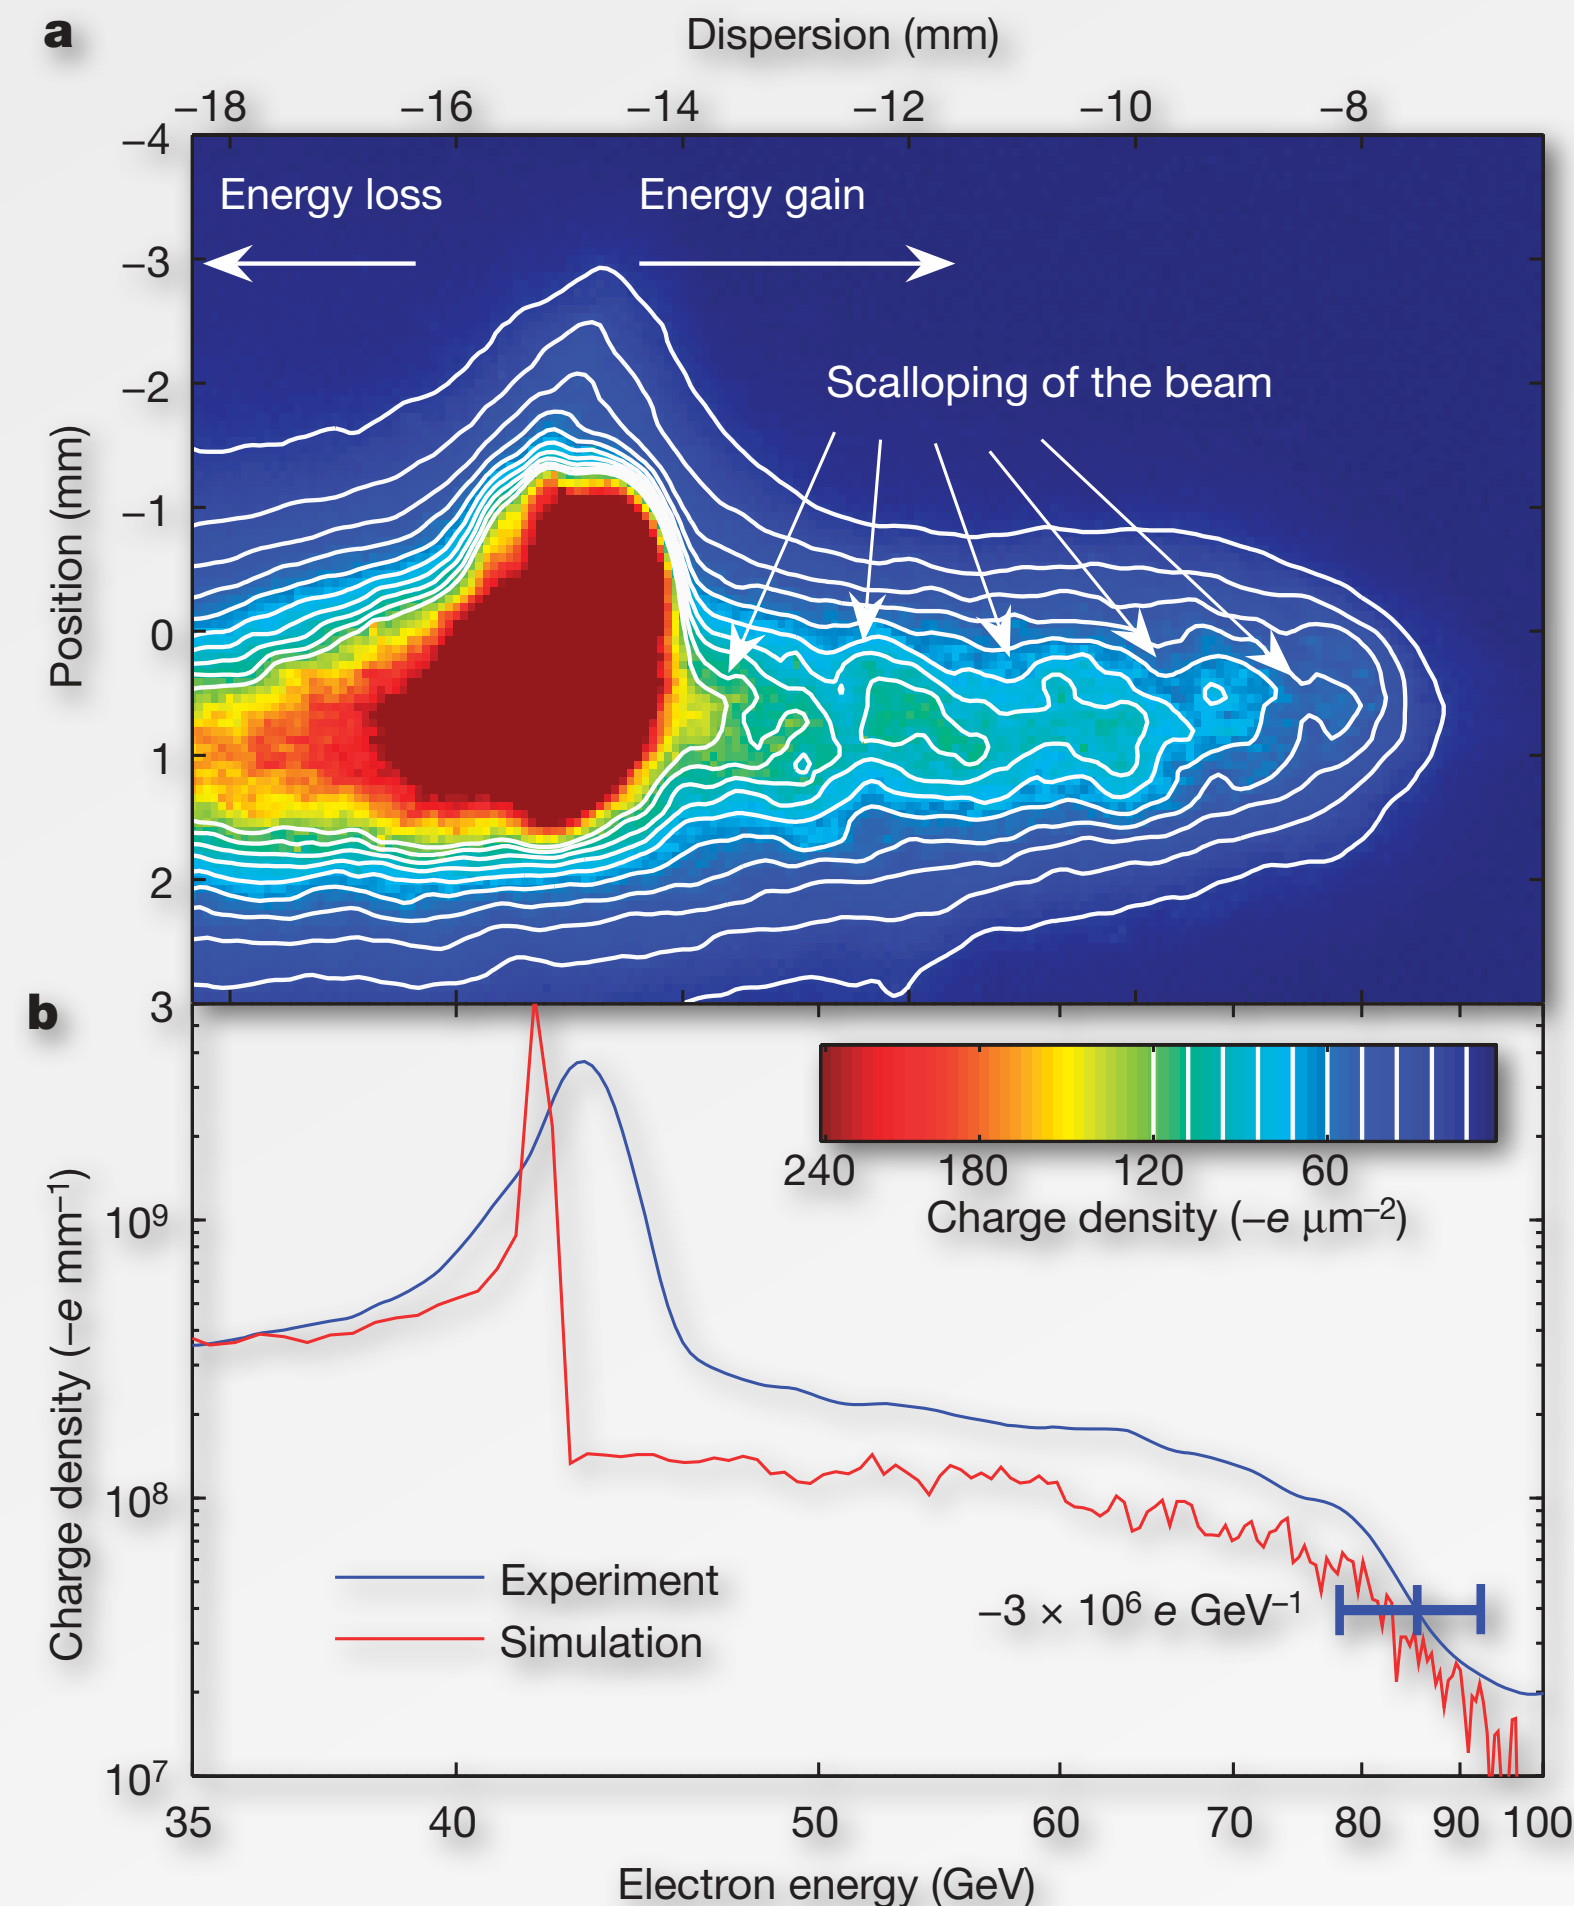 a
Dispersion (mm)
–18 –16 –14 –12 –10 –8
–4
Energy loss Energy gain
–3
Scalloping of the beam
–2
Position (mm)
–1
0
1
2
3
b
240 180 120 60
Charge density (–e μm⁻²)
Charge density (–e mm⁻¹)
10⁹
10⁸
Experiment
–3 × 10⁶ e GeV⁻¹
Simulation
10⁷
35 40 50 60 70 80 90 100
Electron energy (GeV)